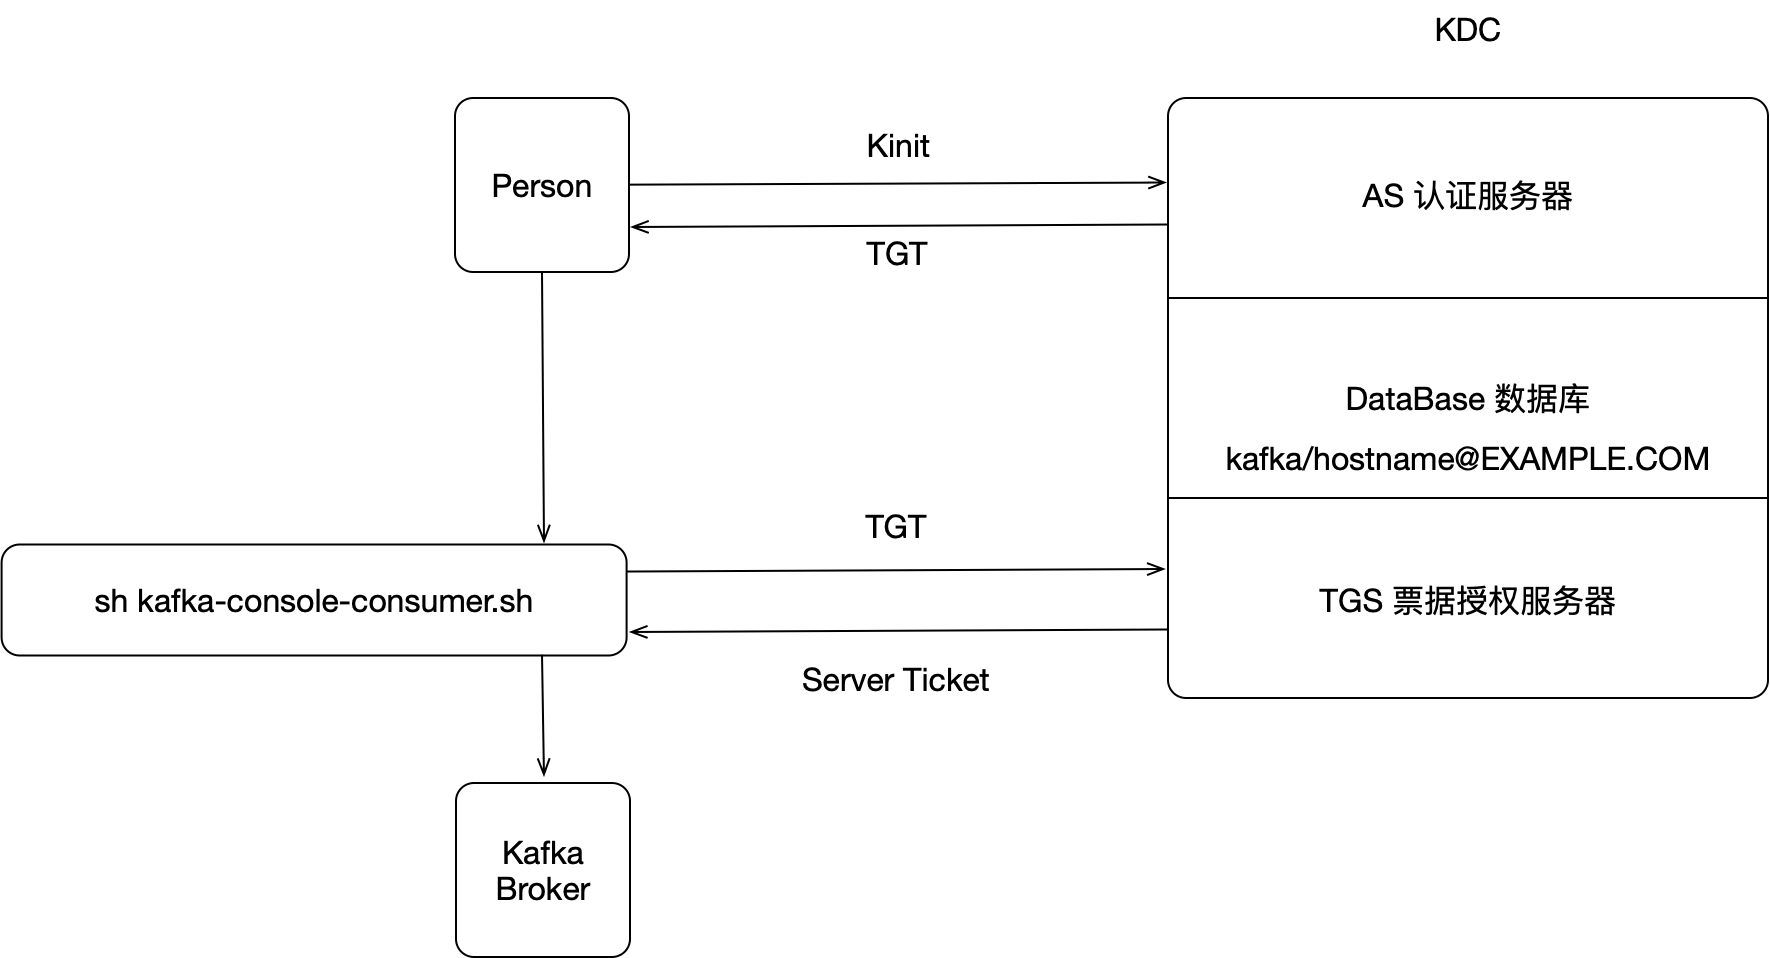 KDC
Person
Kinit
TGT
AS 认证服务器
DataBase 数据库
kafka/hostname@EXAMPLE.COM
sh kafka-console-consumer.sh
TGT
Server Ticket
TGS 票据授权服务器
Kafka
Broker